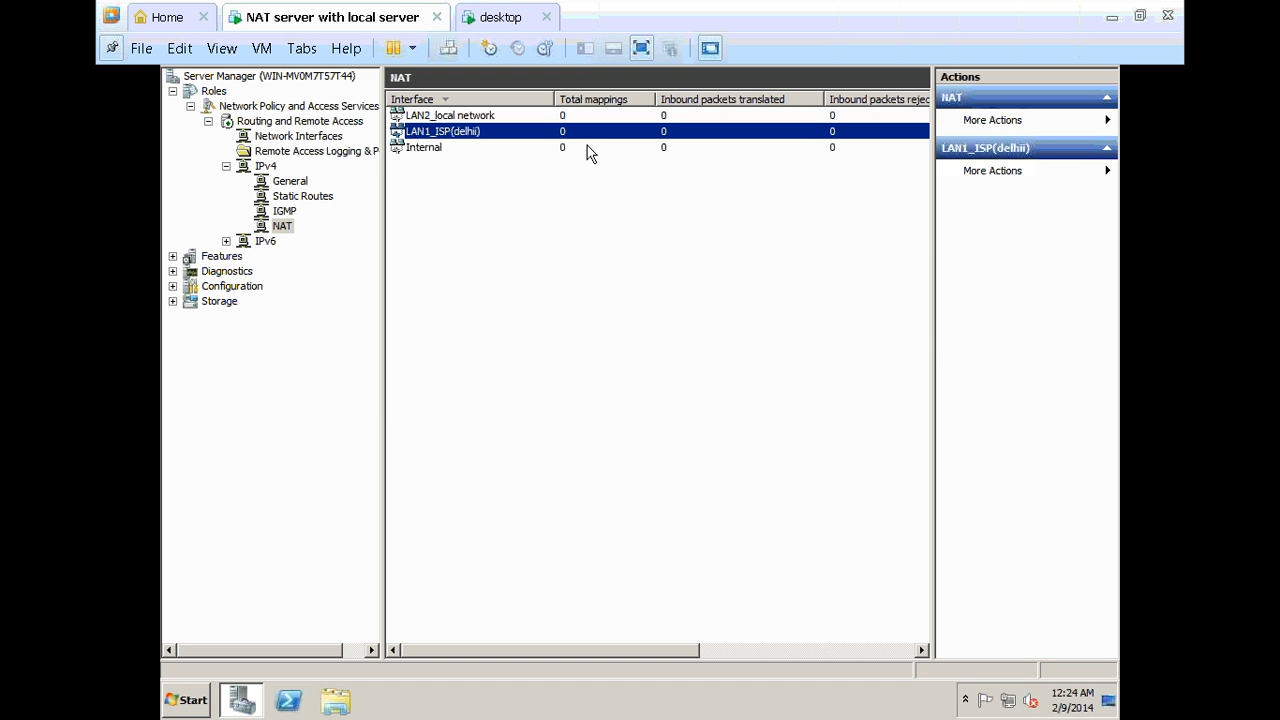 Home
NAT server with local server
desktop
File Edit View VM Tabs Help
Server Manager (WIN-MV0M7T57T44)
Roles
Network Policy and Access Services
Routing and Remote Access
Network Interfaces
Remote Access Logging & P
IPv4
General
Static Routes
IGMP
NAT
IPv6
Features
Diagnostics
Configuration
Storage
NAT
Interface Total mappings Inbound packets translated Inbound packets rejec
LAN2_local network 0 0 0
LAN1_ISP(delhii) 0 0 0
Internal 0 0 0
Actions
NAT
More Actions
LAN1_ISP(delhii)
More Actions
Start
12:24 AM
2/9/2014